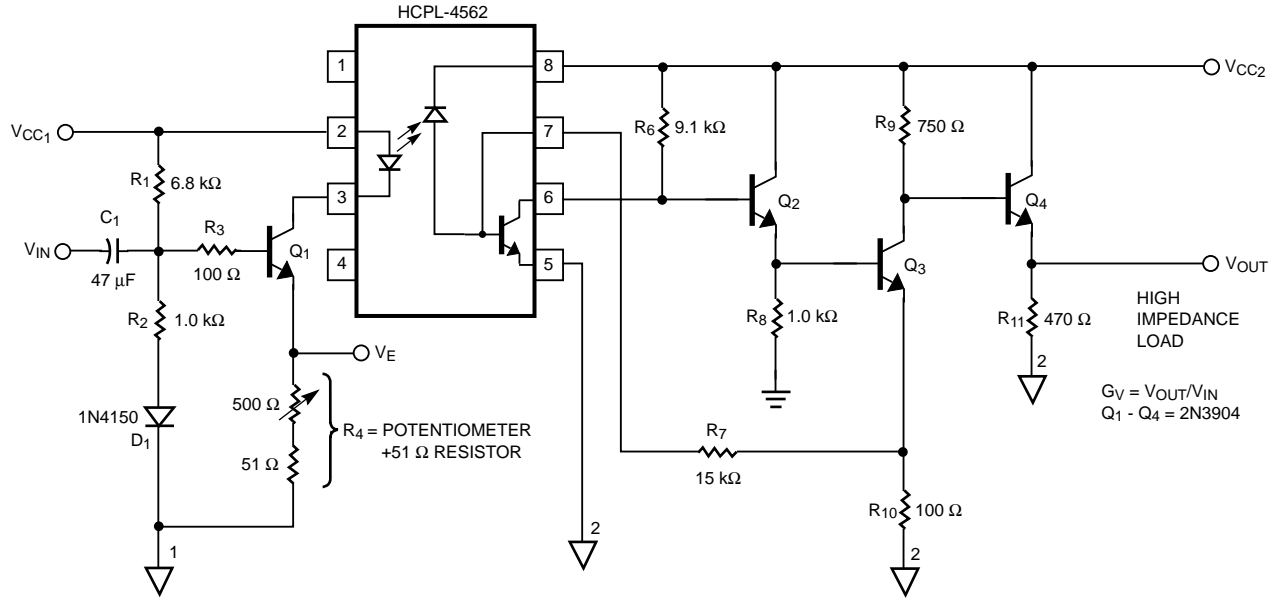 HCPL-4562
1
2
3
4
8
7
6
5
VCC1
VCC2
R1
6.8 kΩ
C1
47 µF
VIN
R3
100 Ω
Q1
R2
1.0 kΩ
VE
1N4150
D1
500 Ω
51 Ω
R4 = POTENTIOMETER
+51 Ω RESISTOR
1
R6
9.1 kΩ
Q2
R9
750 Ω
Q4
Q3
R8
1.0 kΩ
VOUT
R11
470 Ω
2
HIGH
IMPEDANCE
LOAD
GV = VOUT/VIN
Q1 - Q4 = 2N3904
R7
15 kΩ
R10
100 Ω
2
2